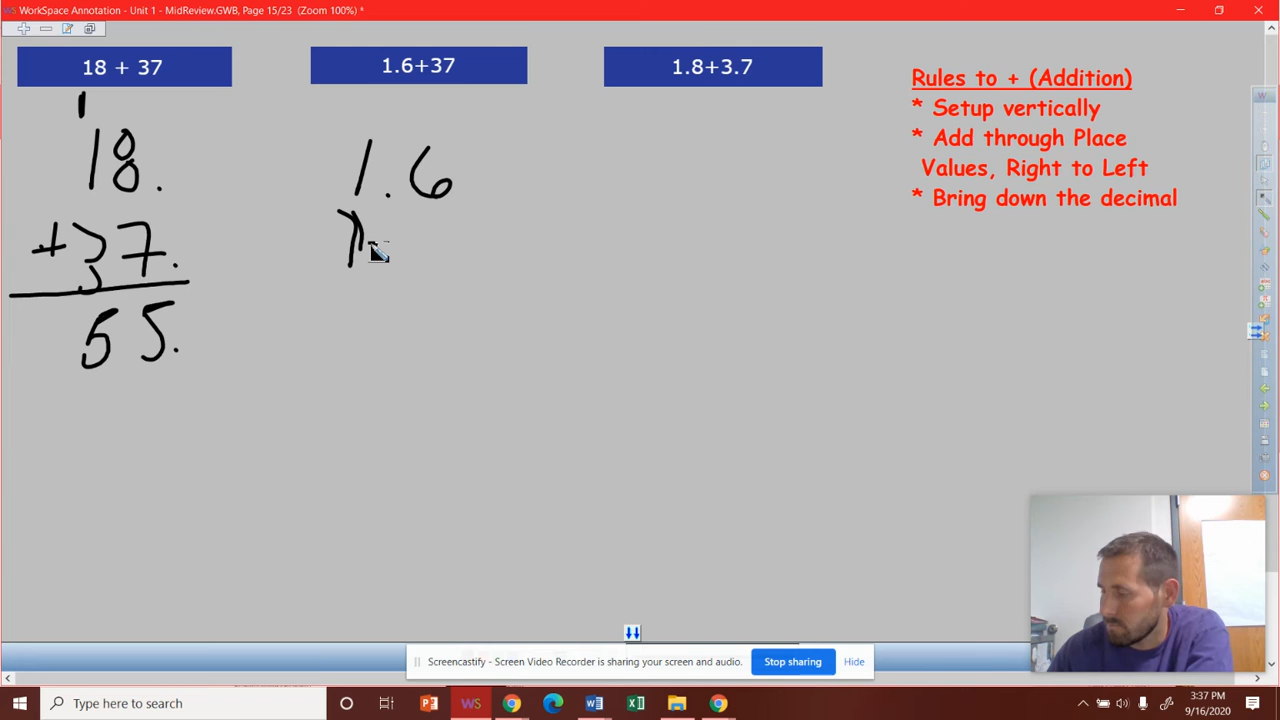 WorkSpace Annotation - Unit 1 - MidReview.GWB, Page 15/23 (Zoom 100%) *
18 + 37
1.6+37
1.8+3.7
Rules to + (Addition)
* Setup vertically
* Add through Place
Values, Right to Left
* Bring down the decimal
1
18.
+37.
55.
1.6
Screencastify - Screen Video Recorder is sharing your screen and audio.
Stop sharing
Hide
Type here to search
3:37 PM
9/16/2020